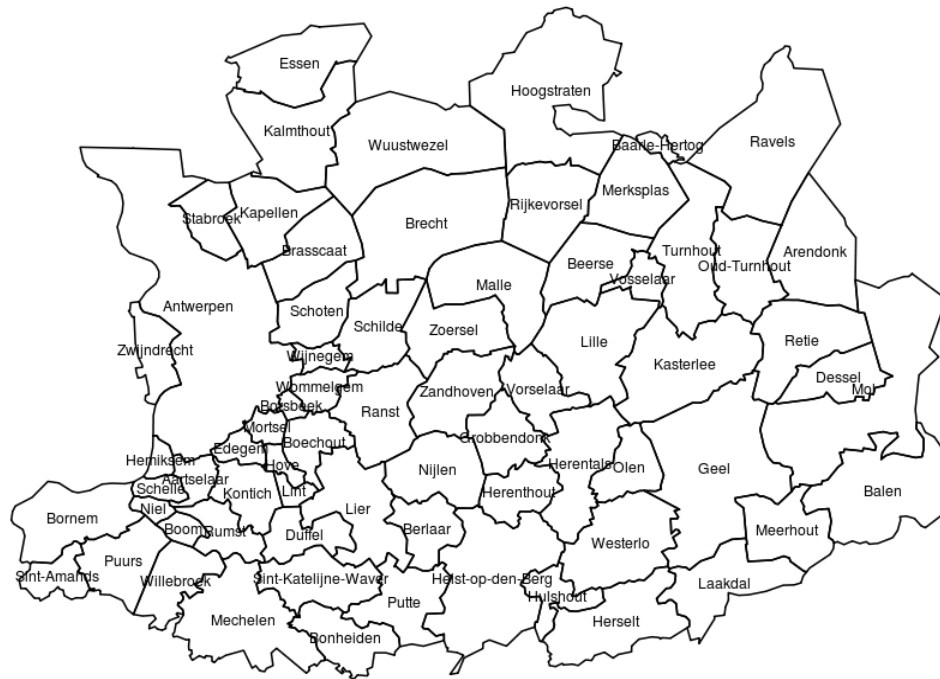 Essen
Hoogstraten
Kalmthout
Wuustwezel
Baarle-Hertog
Ravels
Merksplas
Rijkevorsel
Kapellen
Stabroek
Brecht
Brasscaat
Turnhout
Arendonk
Beerse
Oud-Turnhout
Vosselaar
Malle
Antwerpen
Schoten
Schilde
Zoersel
Lille
Retie
Zwijndrecht
Wijnegem
Kasterlee
Dessel
Mol
Wommelgem
Zandhoven
Vorselaar
Borsbeek
Ranst
Mortsel
Boechout
Grobbendonk
Edegem
Hemiksem
Hove
Nijlen
Herentals
Olen
Geel
Aartselaar
Schelle
Kontich
Lint
Herenthout
Balen
Niel
Lier
Bornem
Boom
Rumst
Duffel
Berlaar
Meerhout
Westerlo
Puurs
Sint-Amands
Willebroek
Sint-Katelijne-Waver
Heist-op-den-Berg
Laakdal
Hulshout
Putte
Mechelen
Herselt
Bonheiden